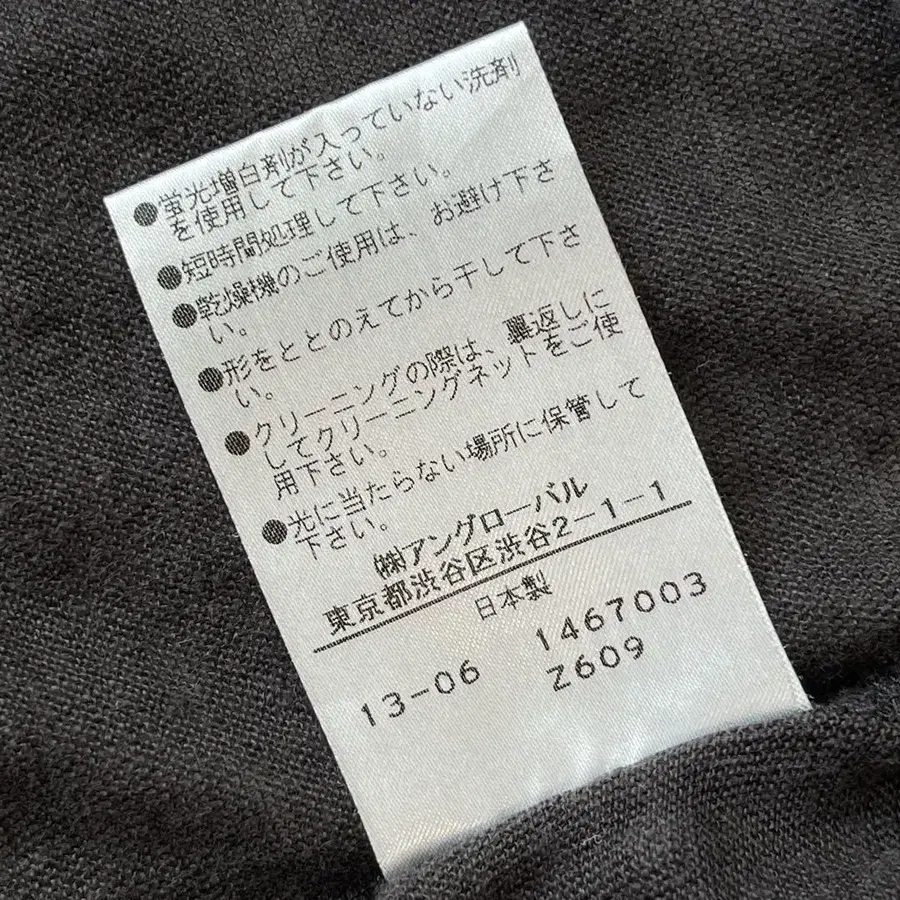 ●蛍光増白剤が入っていない洗剤
を使用して下さい。
●短時間処理して下さい。
●乾燥機のご使用は、お避け下さ
い。
●形をととのえてから干して下さ
い。
●クリーニングの際は、裏返しに
してクリーニングネットをご使
用下さい。
●光に当たらない場所に保管して
下さい。
㈱アングローバル
東京都渋谷区渋谷2-1-1
日本製
13-06 1467003
Z609